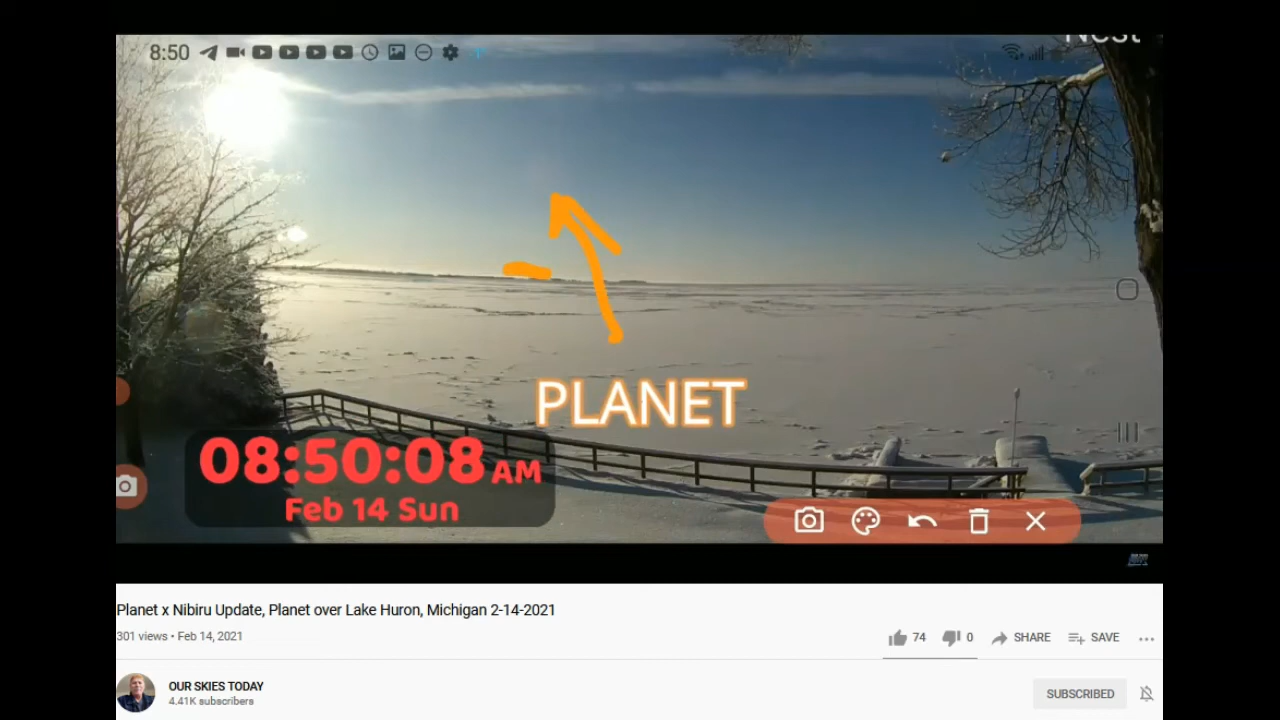 8:50
Nest
PLANET
08:50:08 AM
Feb 14 Sun
Planet x Nibiru Update, Planet over Lake Huron, Michigan 2-14-2021
301 views • Feb 14, 2021
74
0
SHARE
SAVE
OUR SKIES TODAY
4.41K subscribers
SUBSCRIBED